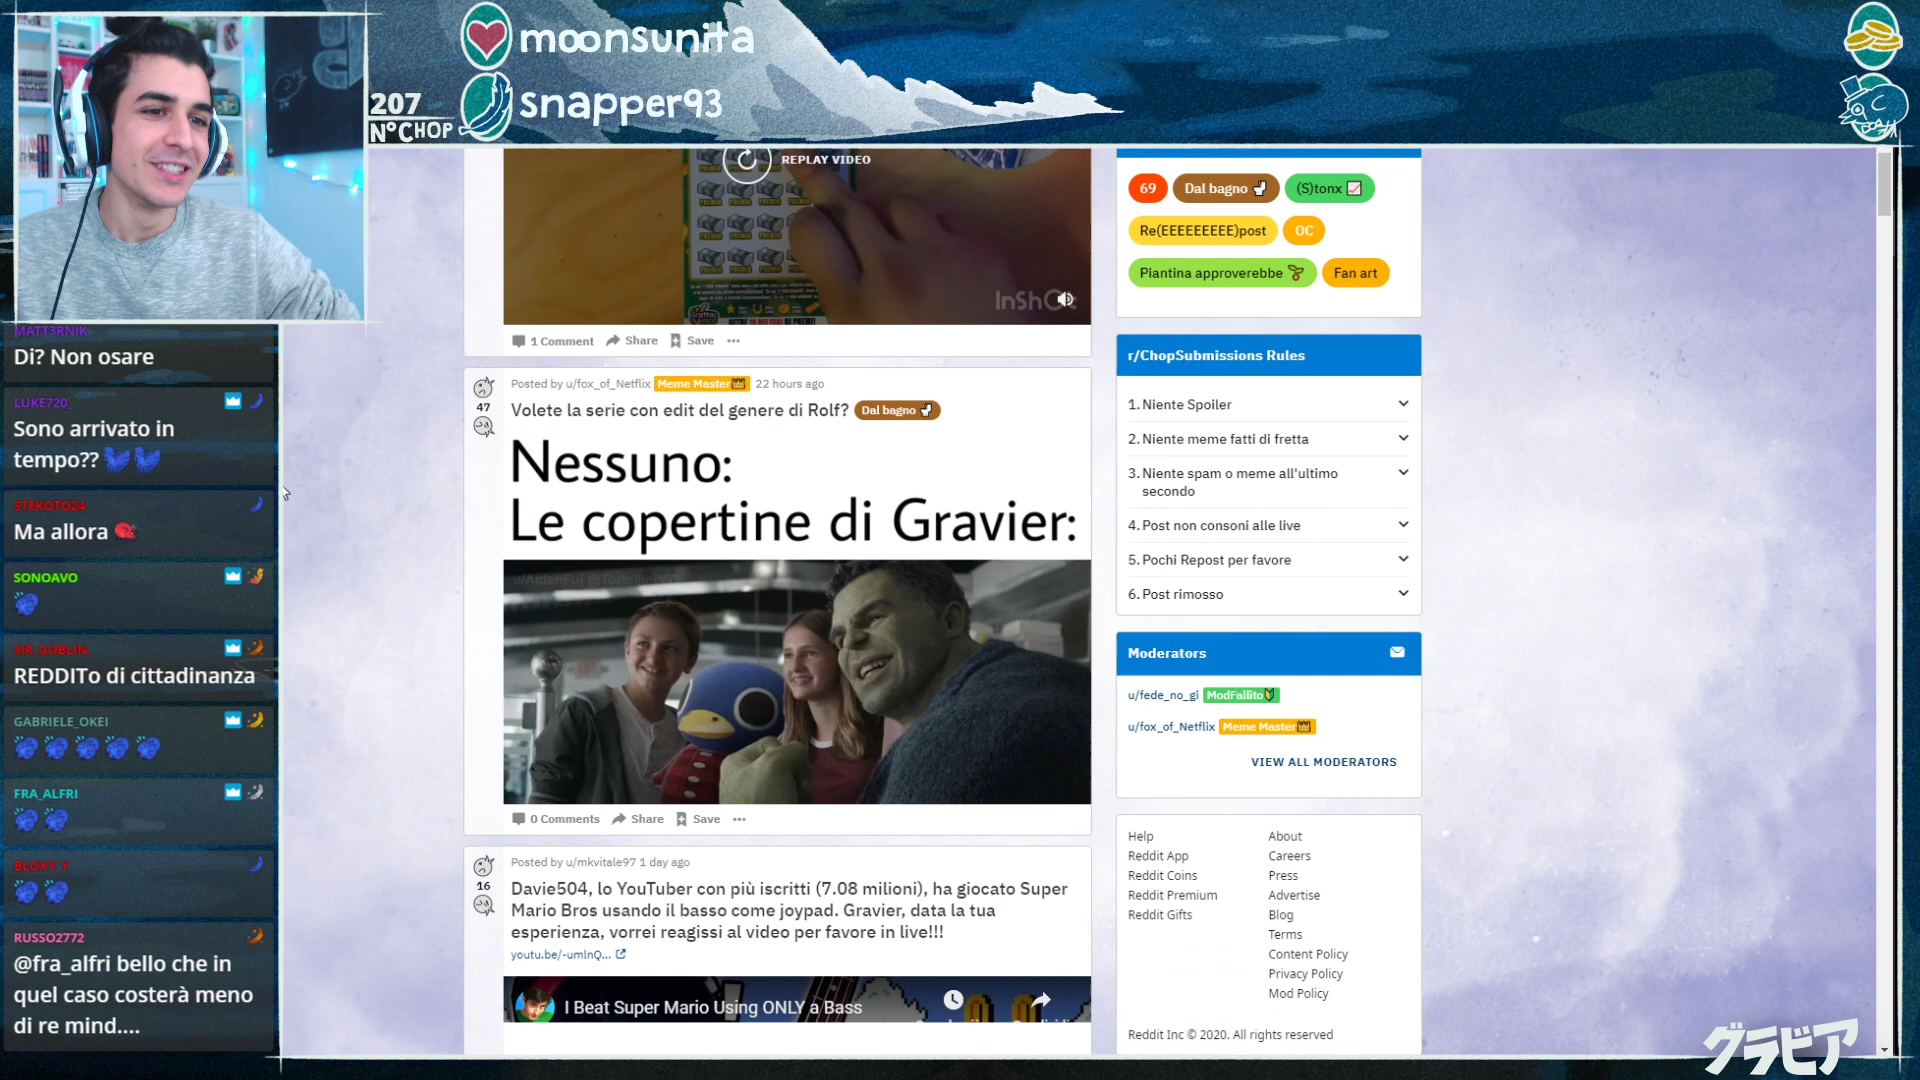 moonsunita
snapper93
207
N° CHOP
MATT3RNIK
Di? Non osare
LUKE720_
Sono arrivato in
tempo??
STEKOTO24
Ma allora
SONOAVO
SIR_GOBLIN_
REDDITo di cittadinanza
GABRIELE_OKEI
FRA_ALFRI
BLOXY_Y
RUSSO2772
@fra_alfri bello che in
quel caso costerà meno
di re mind....
REPLAY VIDEO
InShOt
1 Comment Share Save
47
Posted by u/fox_of_Netflix Meme Master 22 hours ago
Volete la serie con edit del genere di Rolf? Dal bagno
Nessuno:
Le copertine di Gravier:
0 Comments Share Save
16
Posted by u/mkvitale97 1 day ago
Davie504, lo YouTuber con più iscritti (7.08 milioni), ha giocato Super
Mario Bros usando il basso come joypad. Gravier, data la tua
esperienza, vorrei reagissi al video per favore in live!!!
youtu.be/-umlnQ...
I Beat Super Mario Using ONLY a Bass
69 Dal bagno (S)tonx
Re(EEEEEEEEE)post OC
Piantina approverebbe Fan art
r/ChopSubmissions Rules
1. Niente Spoiler
2. Niente meme fatti di fretta
3. Niente spam o meme all'ultimo
secondo
4. Post non consoni alle live
5. Pochi Repost per favore
6. Post rimosso
Moderators
u/fede_no_gi ModFallito
u/fox_of_Netflix Meme Master
VIEW ALL MODERATORS
Help About
Reddit App Careers
Reddit Coins Press
Reddit Premium Advertise
Reddit Gifts Blog
Terms
Content Policy
Privacy Policy
Mod Policy
Reddit Inc © 2020. All rights reserved
グラビア